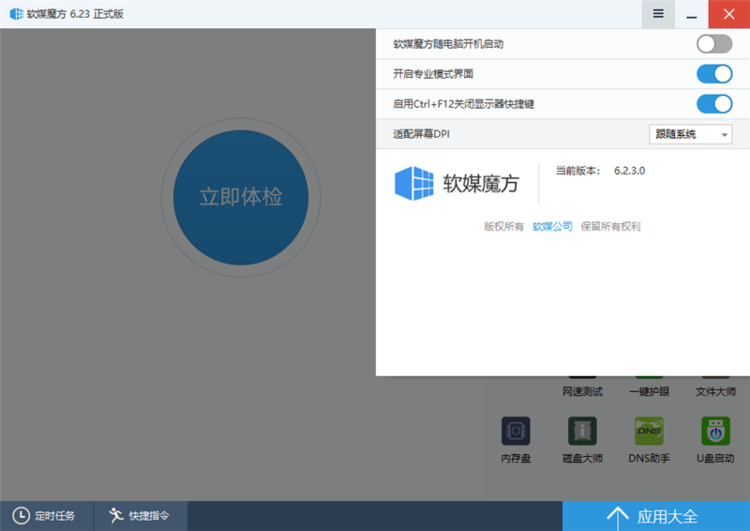 软媒魔方 6.23 正式版
软媒魔方随电脑开机启动
开启专业模式界面
启用Ctrl+F12关闭显示器快捷键
适配屏幕DPI
跟随系统
立即体检
软媒魔方
当前版本： 6.2.3.0
版权所有 软媒公司 保留所有权利
网速测试 一键护眼 文件大师
DNS
内存盘 磁盘大师 DNS助手 U盘启动
定时任务 快捷指令 应用大全